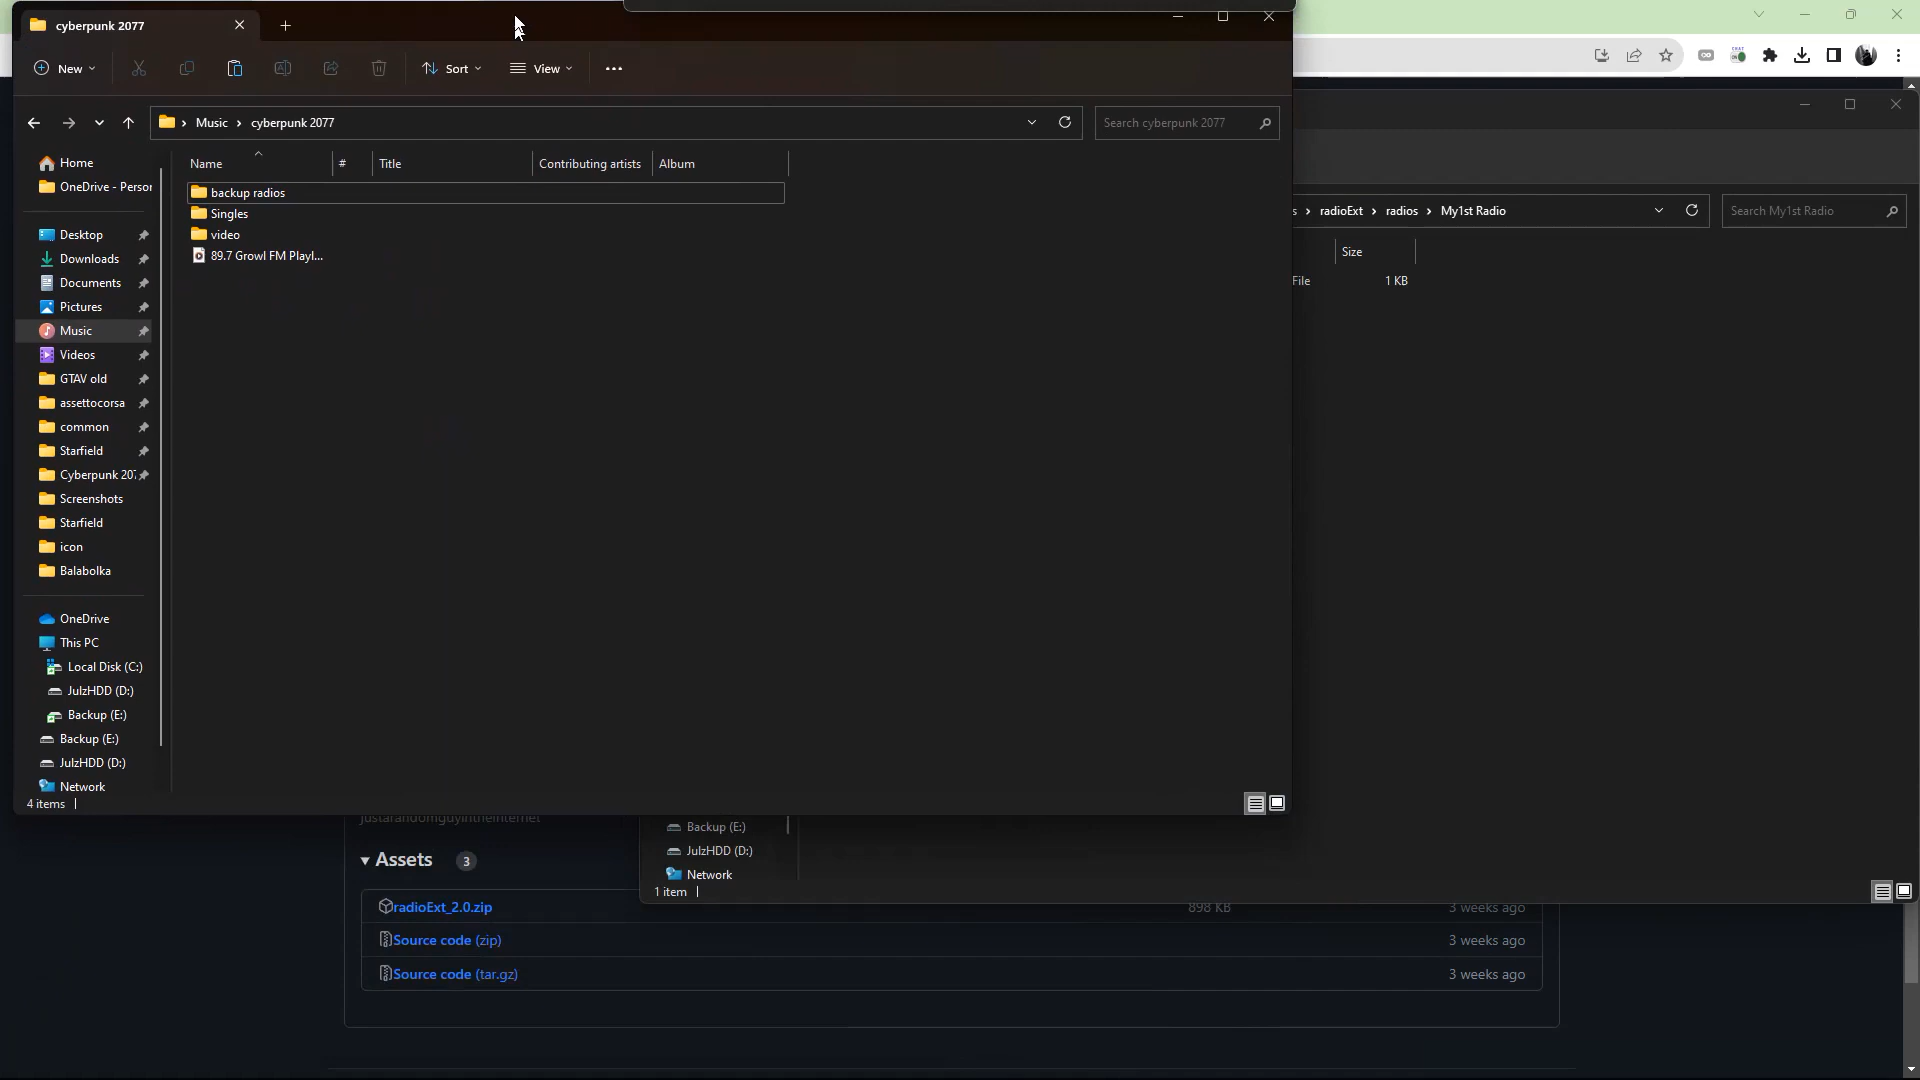 cyberpunk 2077
New
Sort
View
Music
cyberpunk 2077
Search cyberpunk 2077
Name
#
Title
Contributing artists
Album
backup radios
Singles
video
89.7 Growl FM Playl...
Home
OneDrive - Person
Desktop
Downloads
Documents
Pictures
Music
Videos
GTAV old
assettocorsa
common
Starfield
Cyberpunk 207
Screenshots
Starfield
icon
Balabolka
OneDrive
This PC
Local Disk (C:)
JulzHDD (D:)
Backup (E:)
Backup (E:)
JulzHDD (D:)
Network
4 items
s > radioExt > radios > My1st Radio
Search My1st Radio
Size
File
1 KB
Backup (E:)
JulzHDD (D:)
Network
1 item
justarandomguyintheinternet
Assets 3
radioExt_2.0.zip 898 KB 3 weeks ago
Source code (zip) 3 weeks ago
Source code (tar.gz) 3 weeks ago